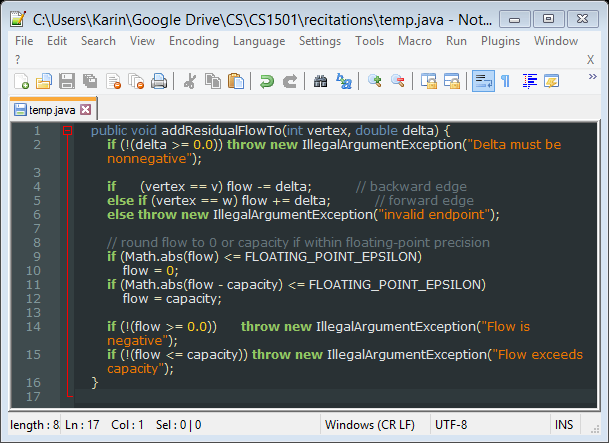 C:\Users\Karin\Google Drive\CS\CS1501\recitations\temp.java - Not...
File Edit Search View Encoding Language Settings Tools Macro Run Plugins Window
? X
temp.java
1 public void addResidualFlowTo(int vertex, double delta) {
2 if (!(delta >= 0.0)) throw new IllegalArgumentException("Delta must be
nonnegative");
3
4 if (vertex == v) flow -= delta; // backward edge
5 else if (vertex == w) flow += delta; // forward edge
6 else throw new IllegalArgumentException("invalid endpoint");
7
8 // round flow to 0 or capacity if within floating-point precision
9 if (Math.abs(flow) <= FLOATING_POINT_EPSILON)
10 flow = 0;
11 if (Math.abs(flow - capacity) <= FLOATING_POINT_EPSILON)
12 flow = capacity;
13
14 if (!(flow >= 0.0)) throw new IllegalArgumentException("Flow is
negative");
15 if (!(flow <= capacity)) throw new IllegalArgumentException("Flow exceeds
capacity");
16 }
17
length : 8 Ln : 17 Col : 1 Sel : 0 | 0 Windows (CR LF) UTF-8 INS